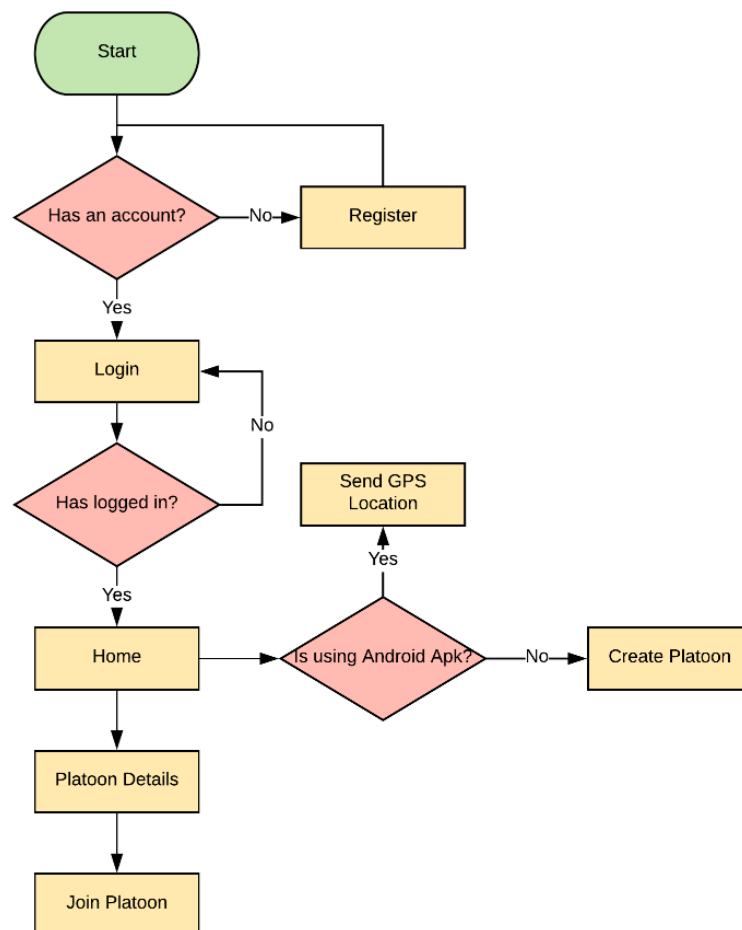 Start
Has an account?
No
Register
Yes
Login
No
Has logged in?
Send GPS
Location
Yes
Yes
Home
Is using Android Apk?
No
Create Platoon
Platoon Details
Join Platoon